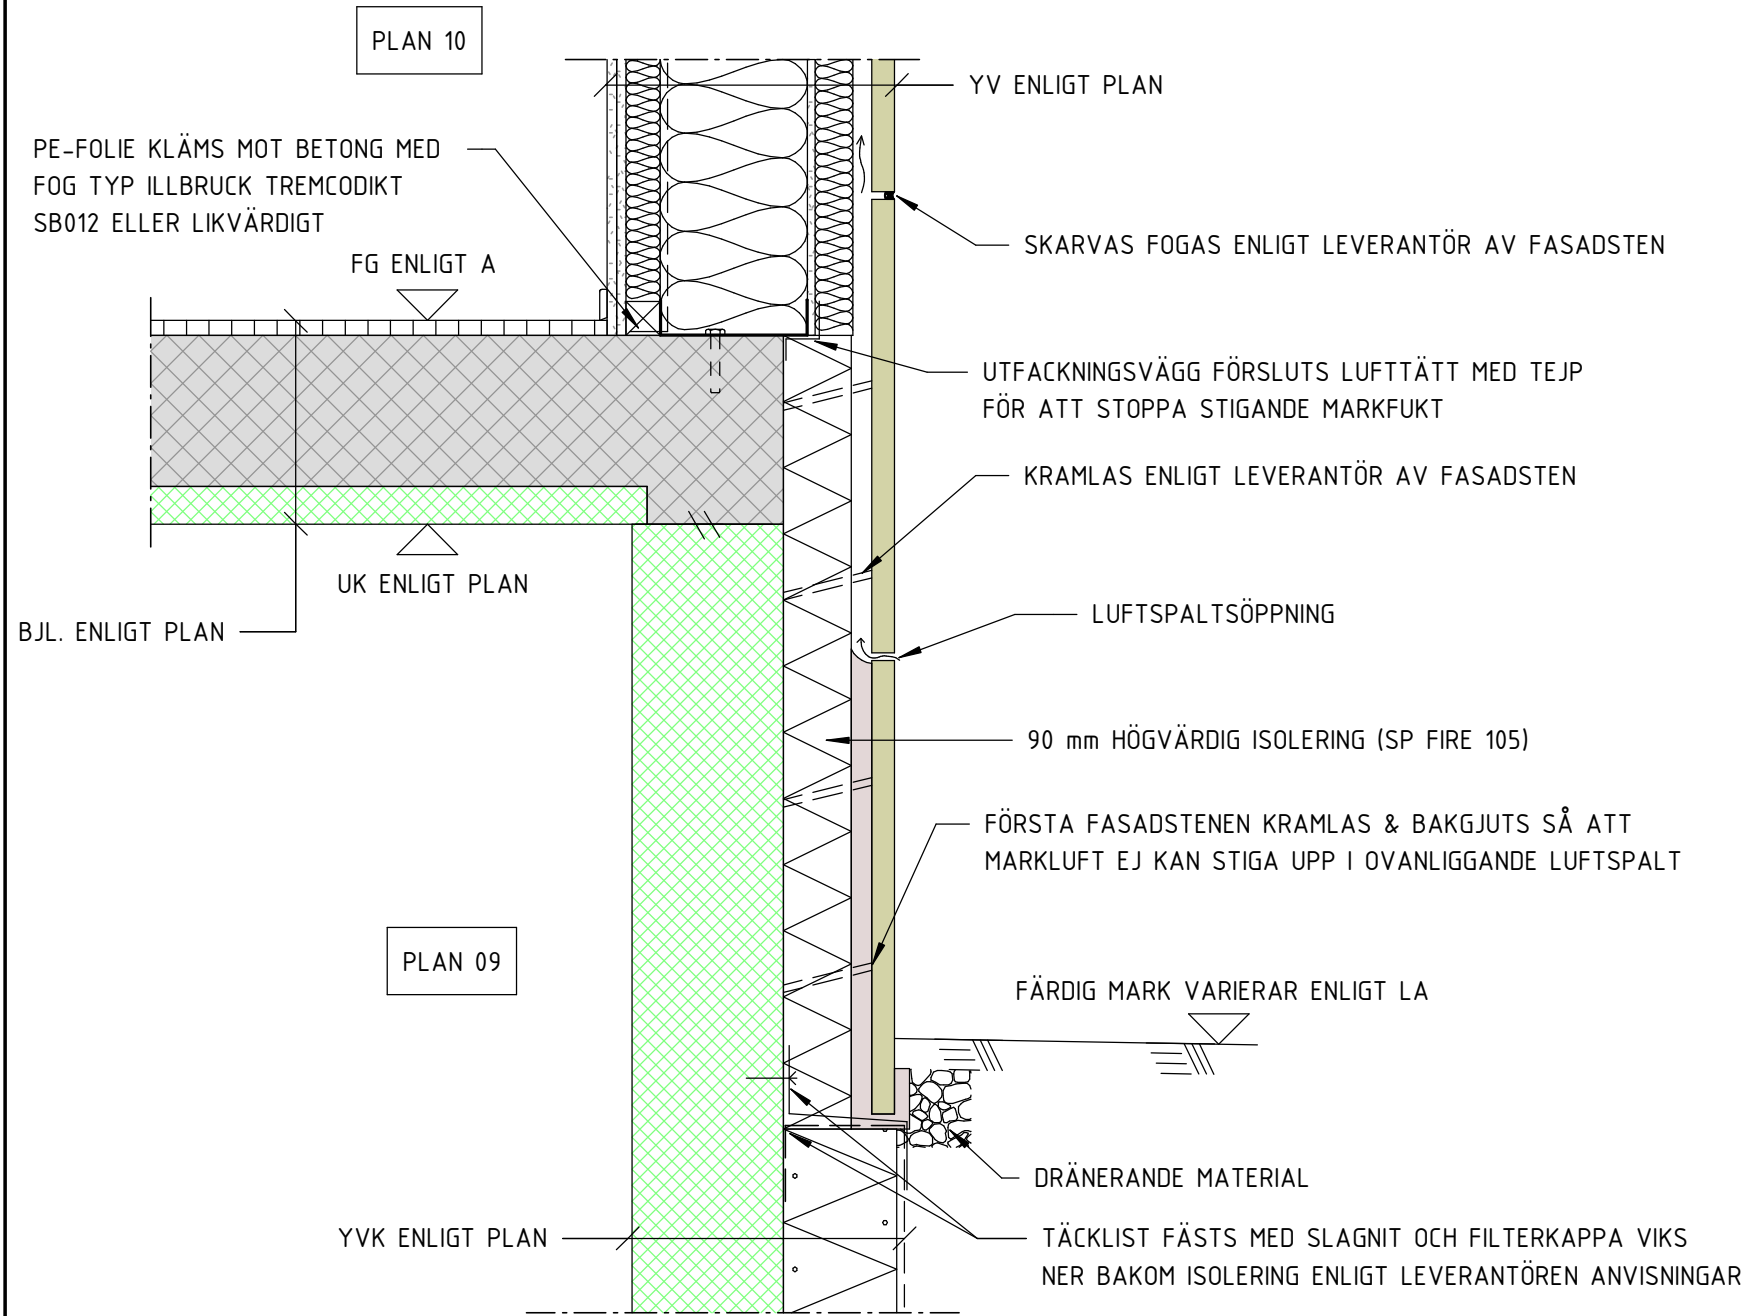 PLAN 10
YV ENLIGT PLAN
PE-FOLIE KLÄMS MOT BETONG MED
FOG TYP ILLBRUCK TREMCODIKT
SB012 ELLER LIKVÄRDIGT
SKARVAS FOGAS ENLIGT LEVERANTÖR AV FASADSTEN
FG ENLIGT A
UTFACKNINGSVÄGG FÖRSLUTS LUFTTÄTT MED TEJP
FÖR ATT STOPPA STIGANDE MARKFUKT
KRAMLAS ENLIGT LEVERANTÖR AV FASADSTEN
UK ENLIGT PLAN
LUFTSPALTSÖPPNING
BJL. ENLIGT PLAN
90 mm HÖGVÄRDIG ISOLERING (SP FIRE 105)
FÖRSTA FASADSTENEN KRAMLAS & BAKGJUTS SÅ ATT
MARKLUFT EJ KAN STIGA UPP I OVANLIGGANDE LUFTSPALT
PLAN 09
FÄRDIG MARK VARIERAR ENLIGT LA
DRÄNERANDE MATERIAL
YVK ENLIGT PLAN
TÄCKLIST FÄSTS MED SLAGNIT OCH FILTERKAPPA VIKS
NER BAKOM ISOLERING ENLIGT LEVERANTÖREN ANVISNINGAR